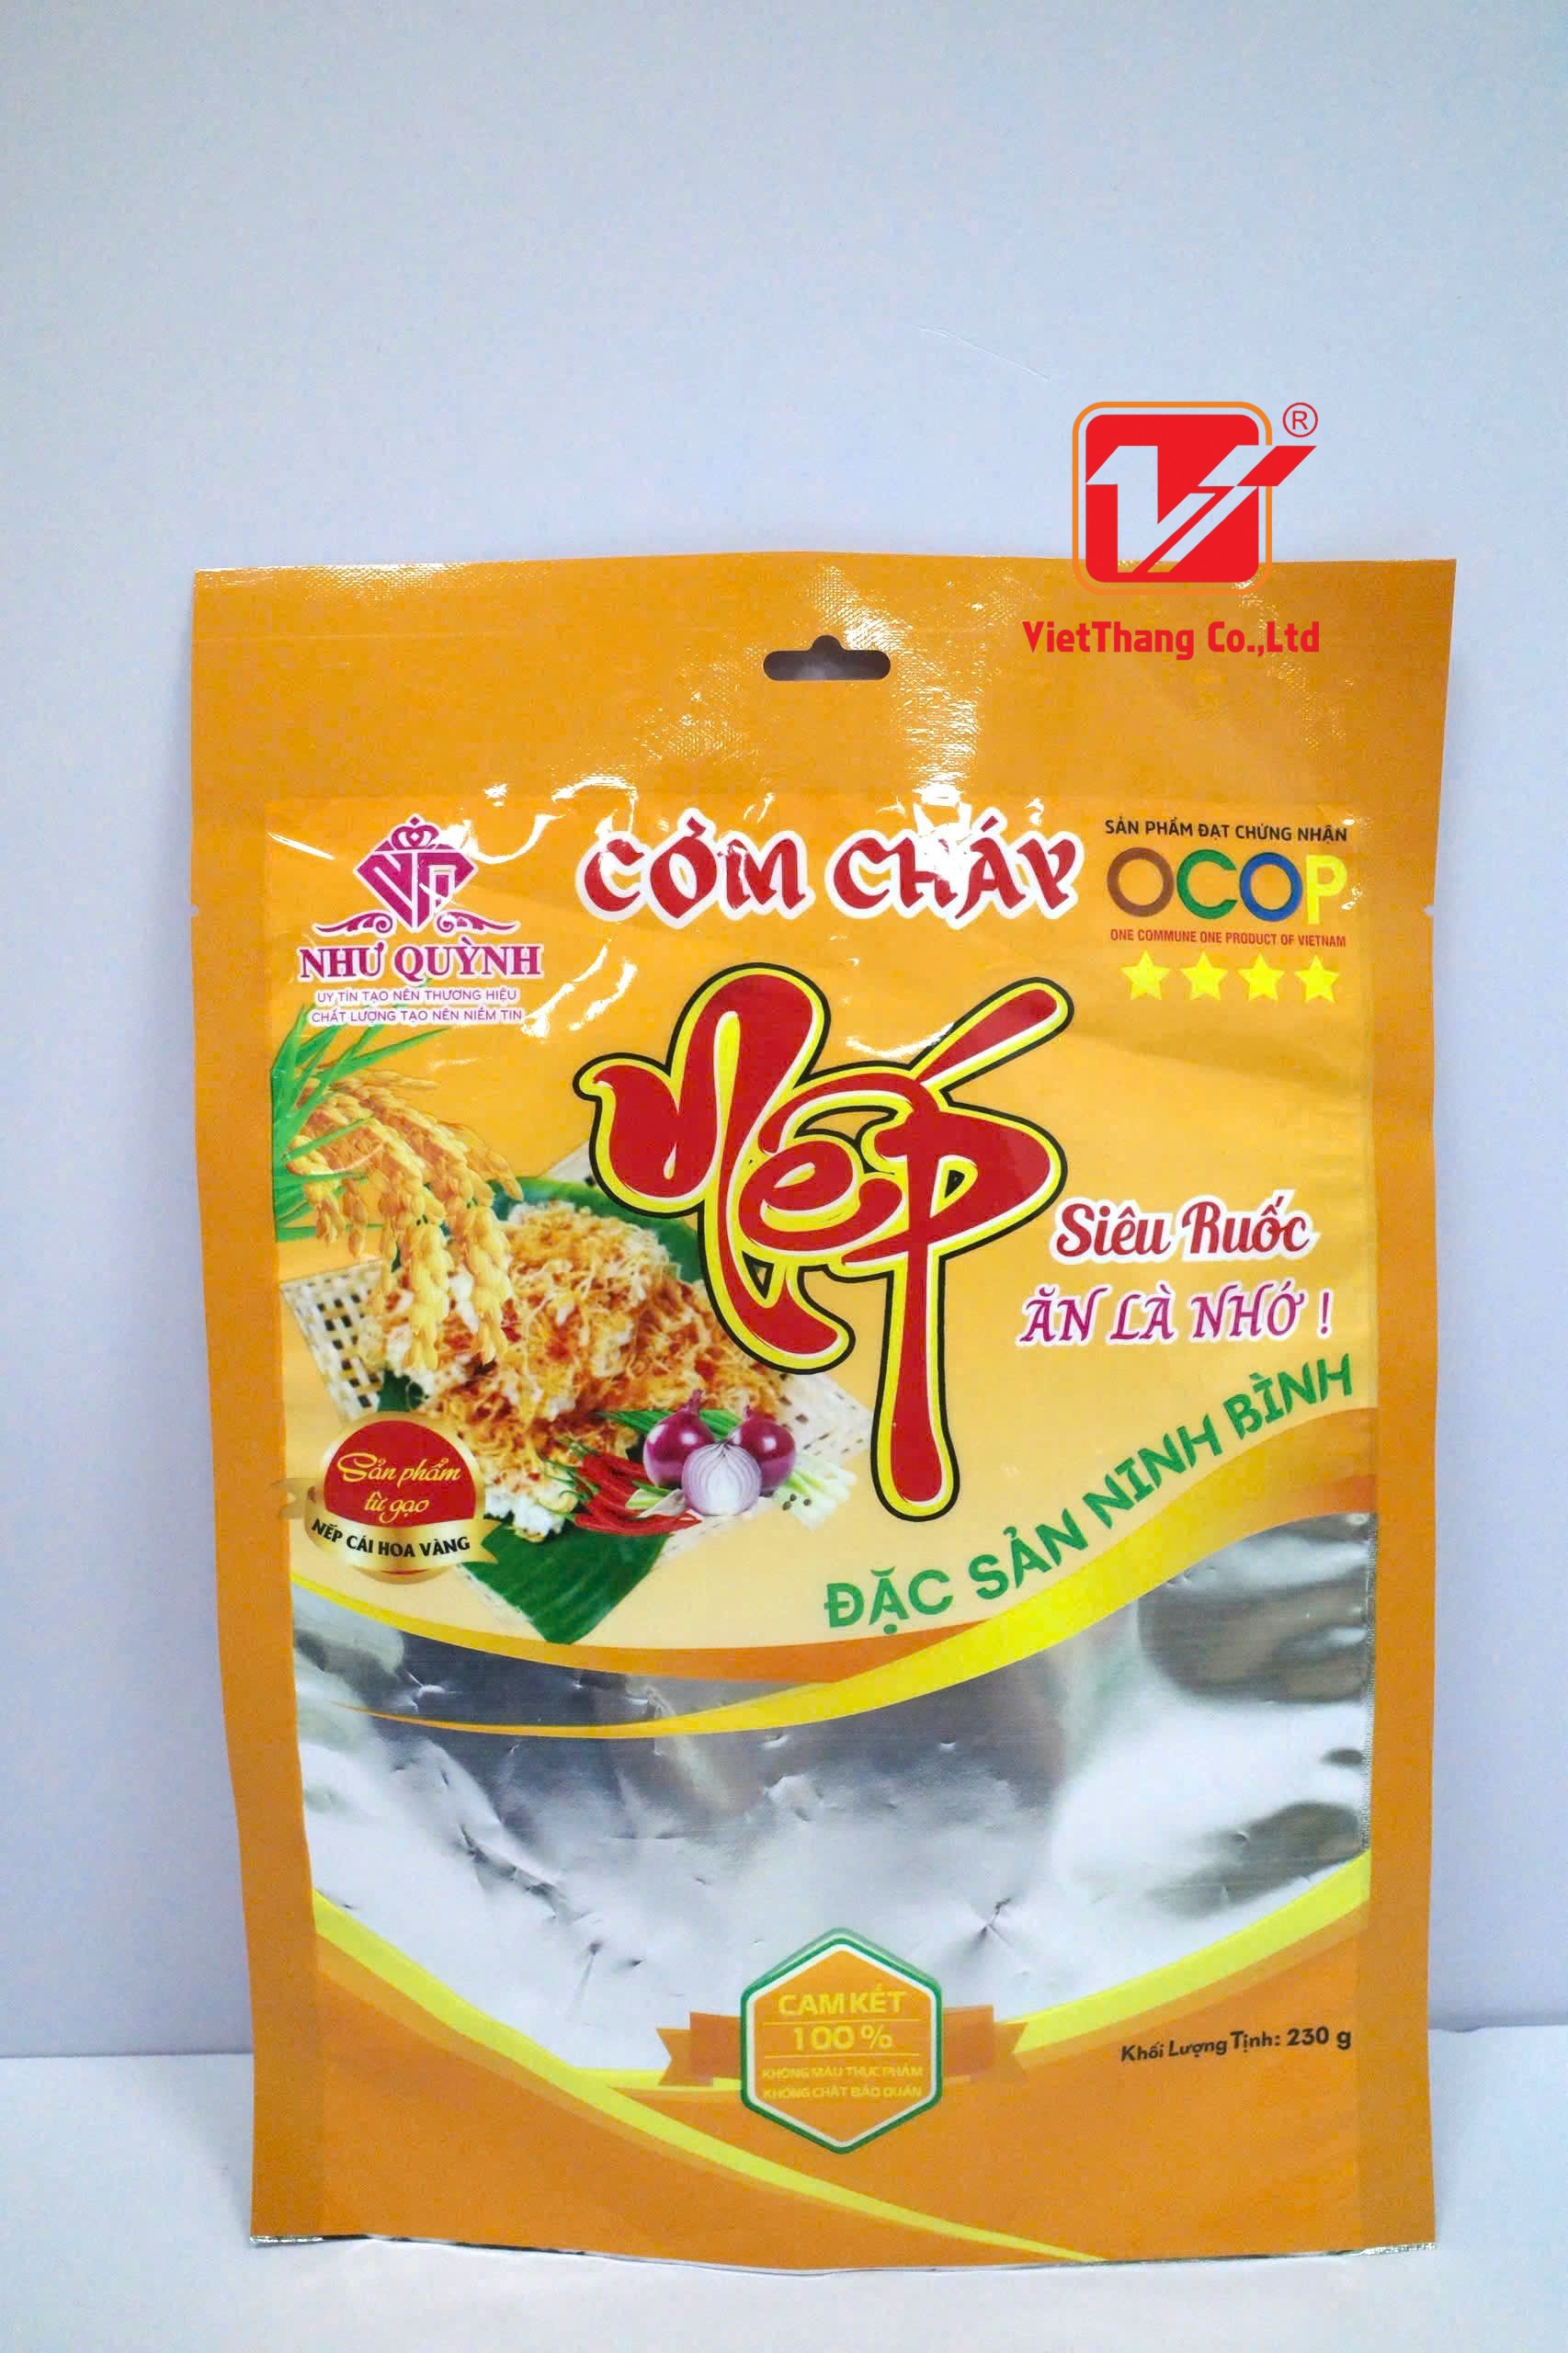 ®
VietThang Co.,Ltd
CƠM CHÁY
SẢN PHẨM ĐẠT CHỨNG NHẬN
OCOP
ONE COMMUNE ONE PRODUCT OF VIETNAM
NHƯ QUỲNH
UY TÍN TẠO NÊN THƯƠNG HIỆU
CHẤT LƯỢNG TẠO NÊN NIỀM TIN
Nếp
Siêu Ruốc
ĂN LÀ NHỚ !
ĐẶC SẢN NINH BÌNH
Sản phẩm
từ gạo
NẾP CÁI HOA VÀNG
CAM KẾT
100%
KHÔNG MÀU THỰC PHẨM
KHÔNG CHẤT BẢO QUẢN
Khối Lượng Tịnh: 230 g